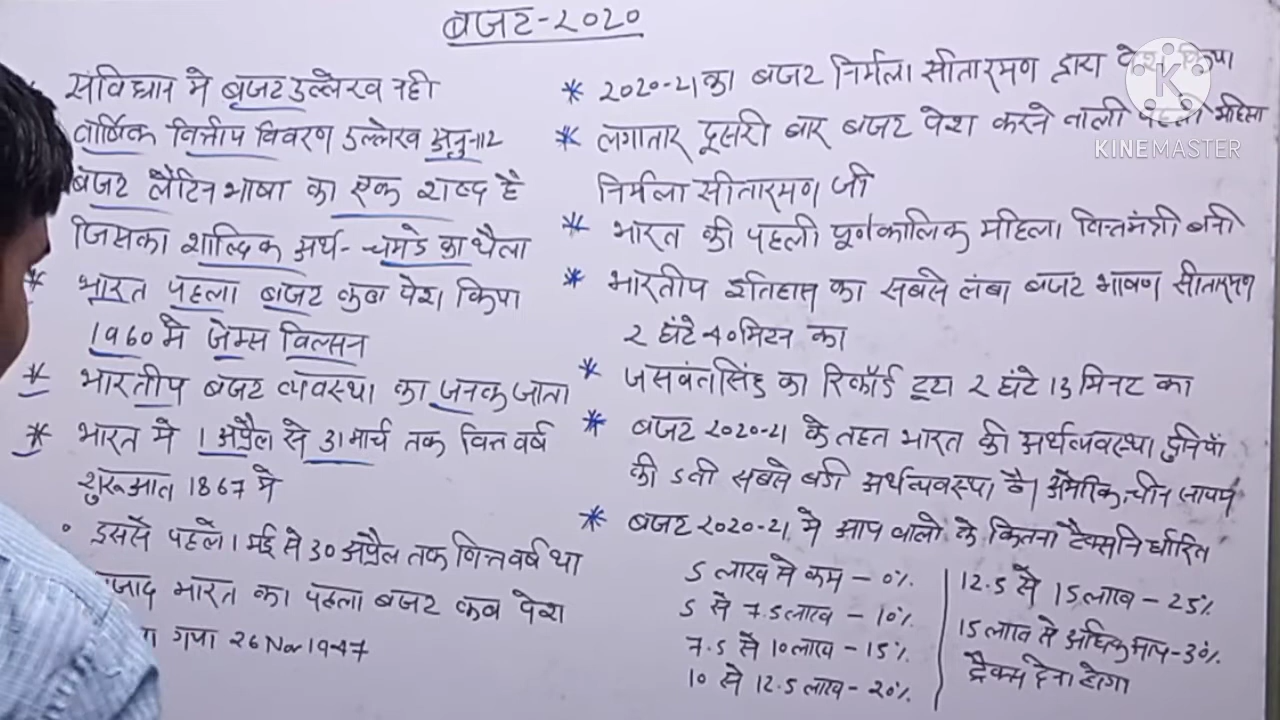 बजट-2020
संविधान मे बजट उल्लेख नही
वार्षिक वित्तीय विवरण उल्लेख अनु-112
बजट लैटिन भाषा का एक शब्द है
जिसका शाब्दिक अर्थ - चमडे का थैला
* भारत पहला बजट कब पेश किया
1960 मे जेम्स विल्सन
* भारतीय बजट व्यवस्था का जनक जाता
* भारत मे 1 अप्रैल से 31 मार्च तक वित्त वर्ष
शुरूआत 1867 मे
• इससे पहले 1 मई से 30 अप्रैल तक वित्त वर्ष था
भारत का पहला बजट कब पेश
गया 26 Nov 1947
* 2020-21 का बजट निर्मला सीतारमण द्वारा पेश किया
* लगातार दूसरी बार बजट पेश करने वाली पहली महिला
निर्मला सीतारमण जी
* भारत की पहली पूर्णकालिक महिला वित्तमंत्री बनी
* भारतीय इतिहास का सबसे लंबा बजट भाषण सीतारमण
2 घंटे 40 मिनट का
* जसवंतसिंह का रिकॉर्ड टूटा 2 घंटे 13 मिनट का
* बजट 2020-21 के तहत भारत की अर्थव्यवस्था दुनियाँ
की 5वी सबसे बडी अर्थव्यवस्था है। अमेरिक, चीन जापान
* बजट 2020-21 मे आय वालो के कितना टैक्स निर्धारित
5 लाख से कम - 0%
5 से 7.5 लाख - 10%
7.5 से 10 लाख - 15%
10 से 12.5 लाख - 20%
12.5 से 15 लाख - 25%
15 लाख से अधिक आय - 30%
टैक्स देना होगा
K
KINEMASTER